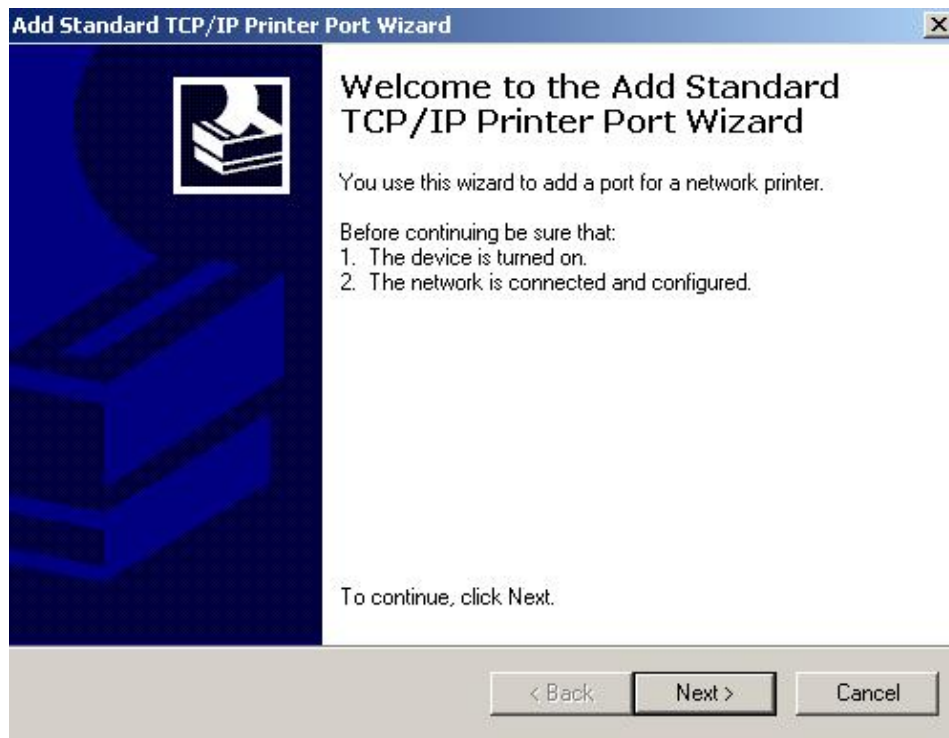 Add Standard TCP/IP Printer Port Wizard
Welcome to the Add Standard
TCP/IP Printer Port Wizard
You use this wizard to add a port for a network printer.
Before continuing be sure that:
1. The device is turned on.
2. The network is connected and configured.
To continue, click Next.
< Back
Next >
Cancel